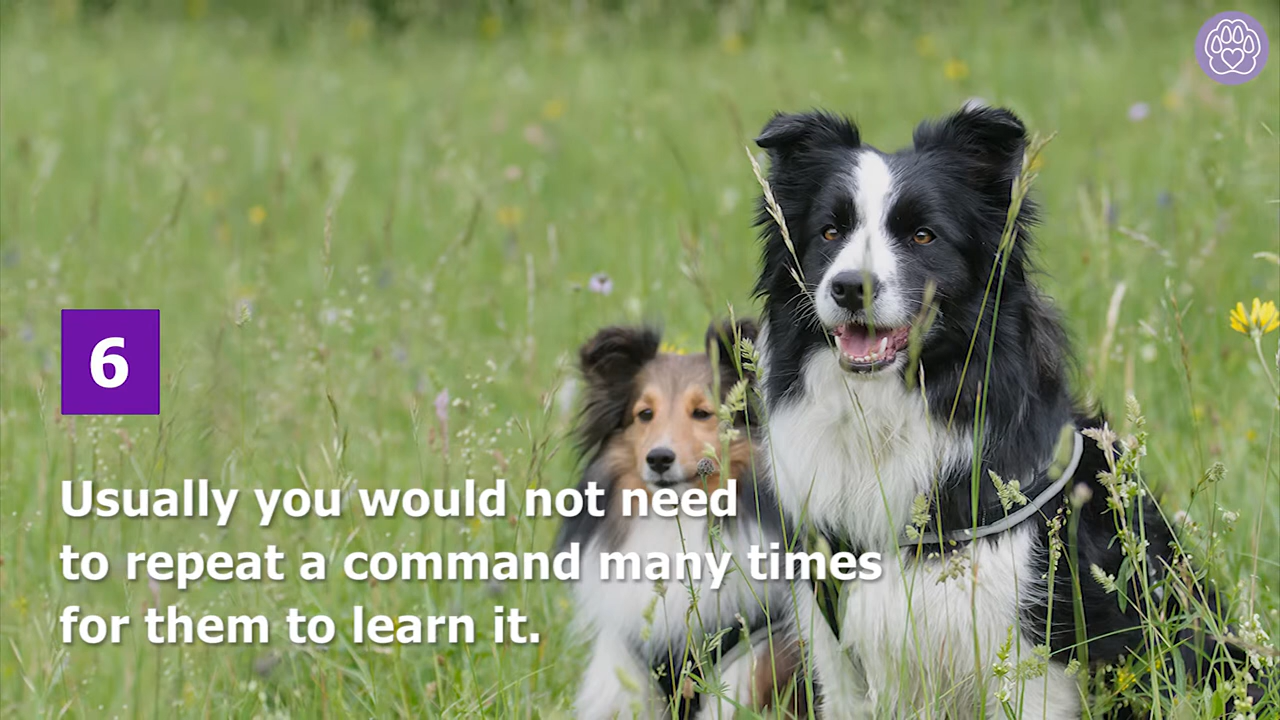 6
Usually you would not need
to repeat a command many times
for them to learn it.